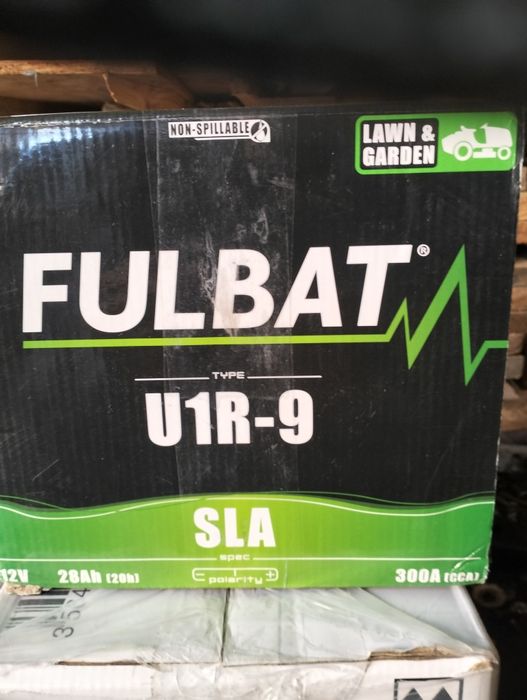 NON-SPILLABLE
LAWN &
GARDEN
FULBAT®
TYPE
U1R-9
SLA
spec
12V 28Ah (20h) - polarity + 300A (CCA)